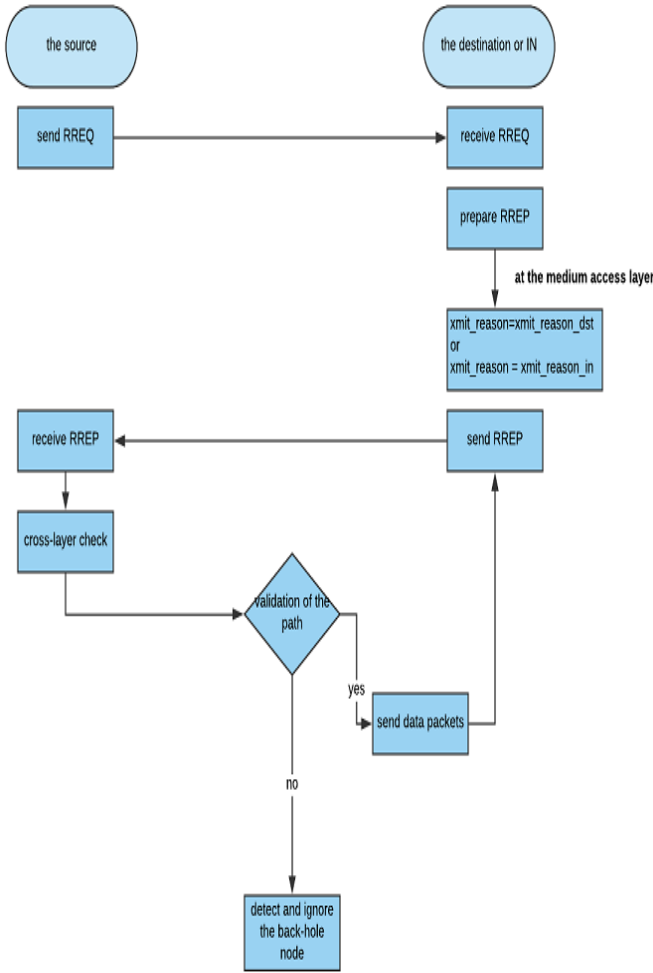 the source
the destination or IN
send RREQ
receive RREQ
prepare RREP
at the medium access layer
xmit_reason=xmit_reason_dst
or
xmit_reason = xmit_reason_in
receive RREP
send RREP
cross-layer check
validation of the
path
yes
send data packets
no
detect and ignore
the back-hole
node